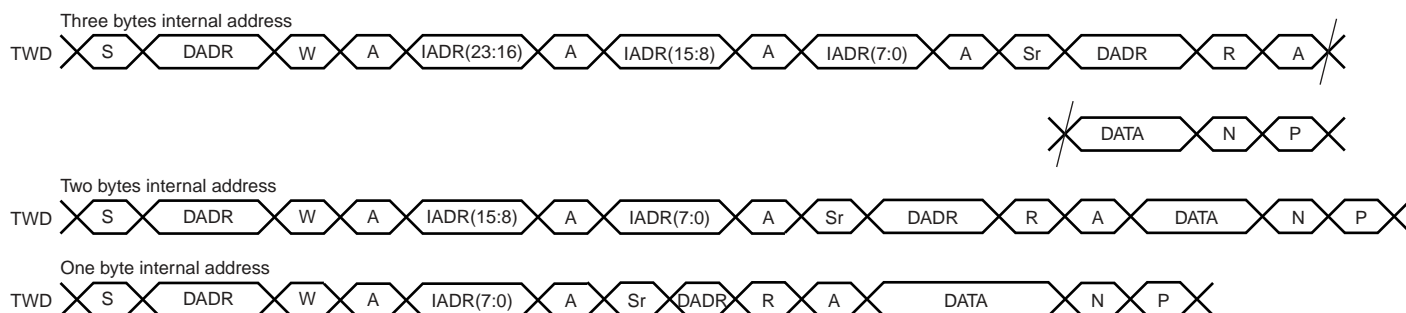 Three bytes internal address
TWD S DADR W A IADR(23:16) A IADR(15:8) A IADR(7:0) A Sr DADR R A
DATA N P
Two bytes internal address
TWD S DADR W A IADR(15:8) A IADR(7:0) A Sr DADR R A DATA N P
One byte internal address
TWD S DADR W A IADR(7:0) A Sr DADR R A DATA N P